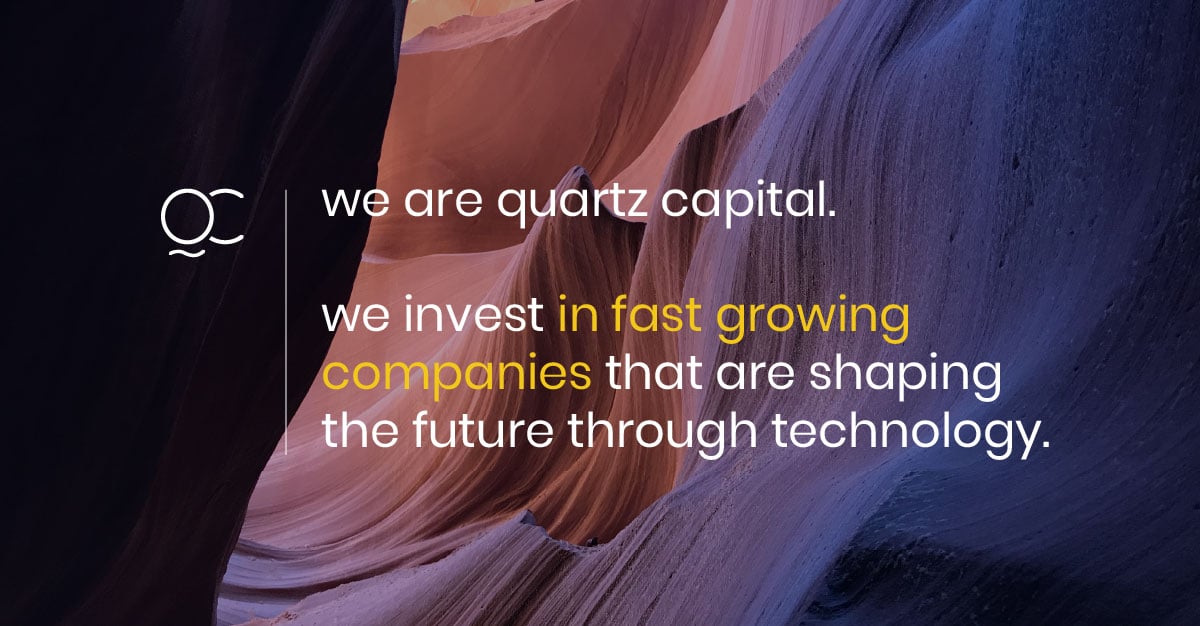 QC
we are quartz capital.
we invest in fast growing
companies that are shaping
the future through technology.